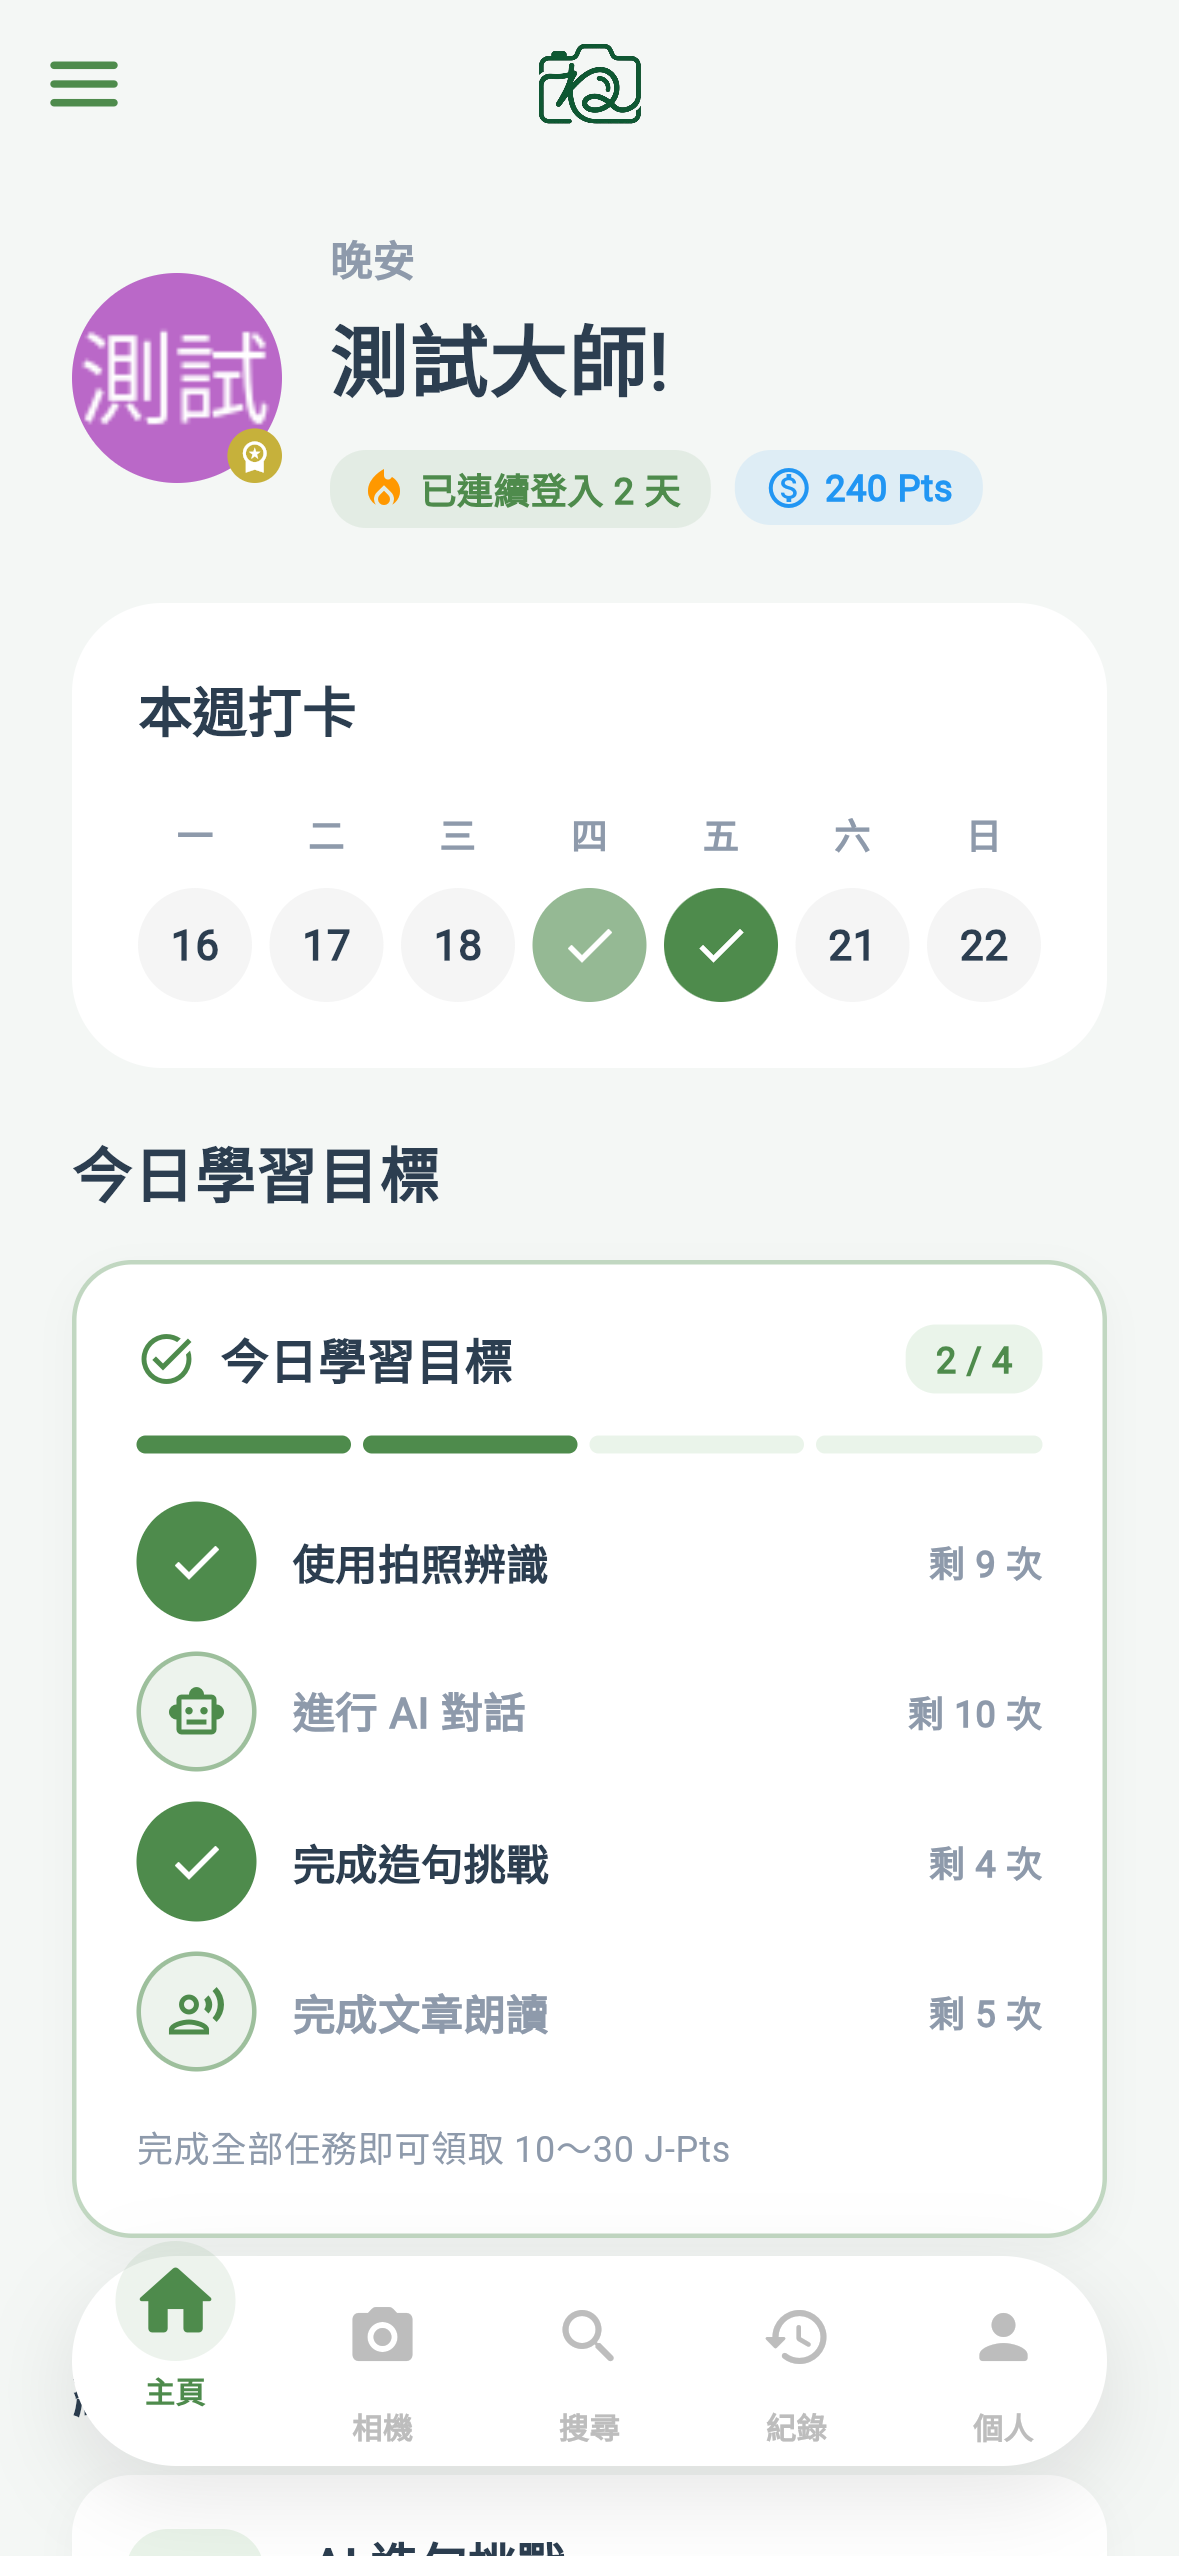 晚安
測試
測試大師!
已連續登入 2 天
240 Pts
本週打卡
一 二 三 四 五 六 日
16 17 18 21 22
今日學習目標
今日學習目標 2 / 4
使用拍照辨識 剩 9 次
進行 AI 對話 剩 10 次
完成造句挑戰 剩 4 次
完成文章朗讀 剩 5 次
完成全部任務即可領取 10～30 J-Pts
主頁 相機 搜尋 紀錄 個人
AI 造句挑戰